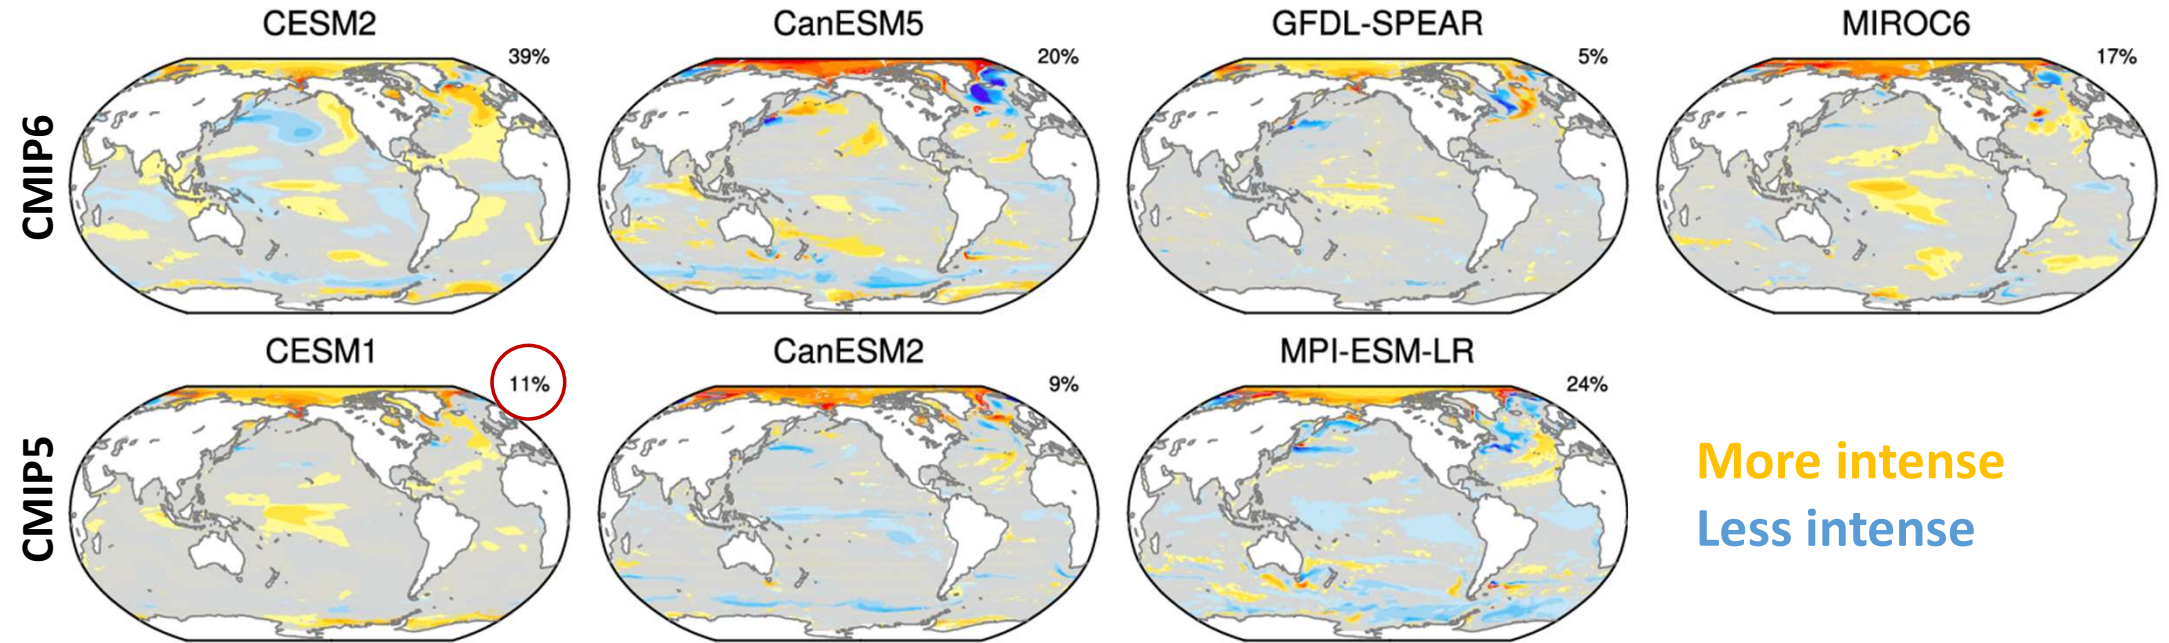 CMIP6
CESM2
39%
CanESM5
20%
GFDL-SPEAR
5%
MIROC6
17%
CMIP5
CESM1
11%
CanESM2
9%
MPI-ESM-LR
24%
More intense
Less intense